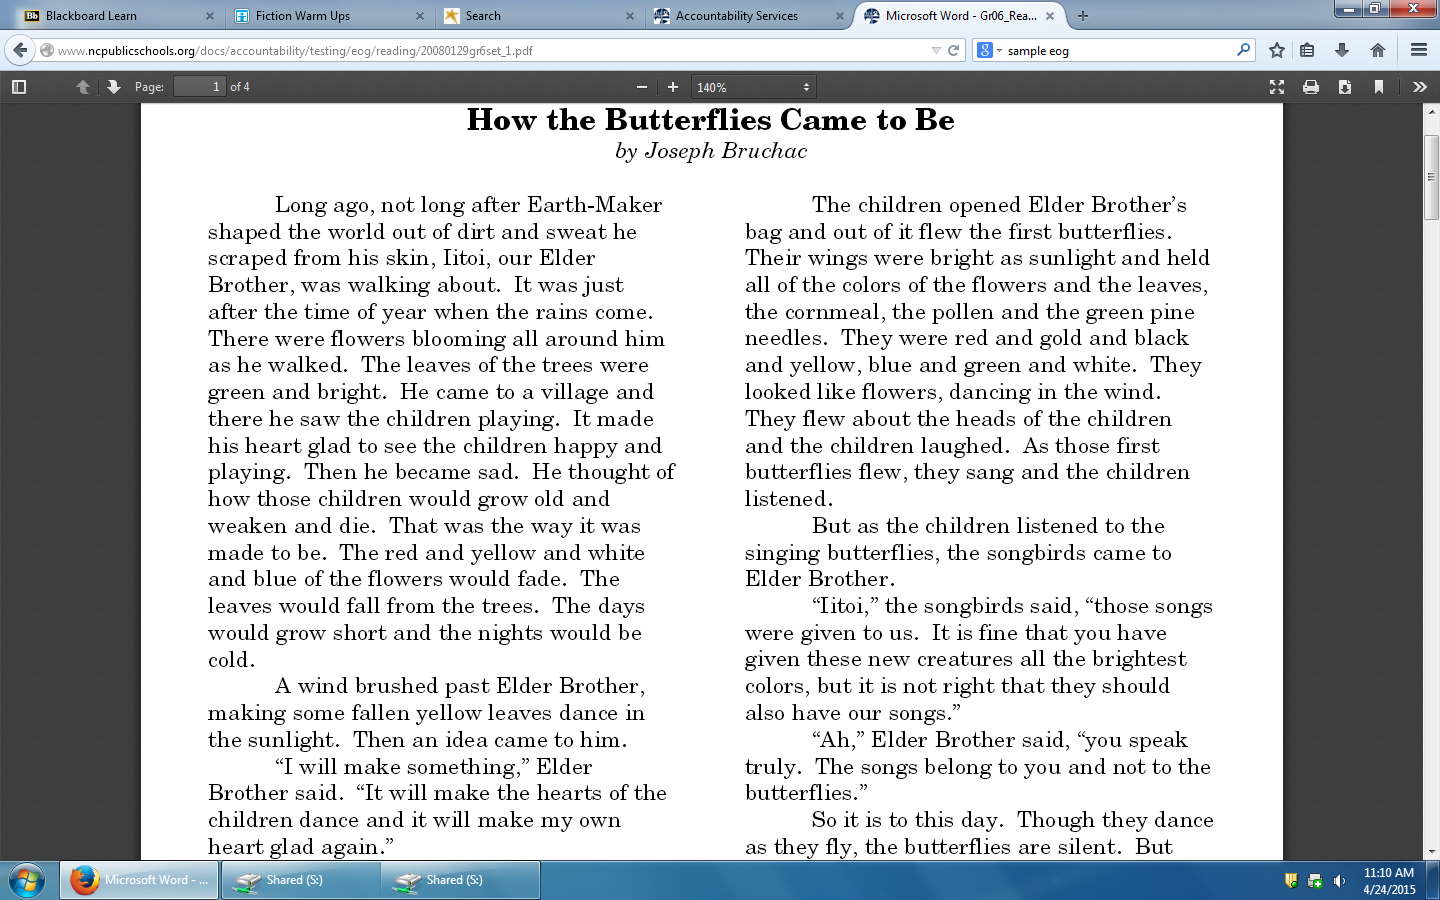 Blackboard Learn
Fiction Warm Ups
Search
Accountability Services
Microsoft Word - Gr06_Rea...
www.ncpublicschools.org/docs/accountability/testing/eog/reading/20080129gr6set_1.pdf
sample eog
Page: 1 of 4
140%
How the Butterflies Came to Be
by Joseph Bruchac
Long ago, not long after Earth-Maker
shaped the world out of dirt and sweat he
scraped from his skin, Iitoi, our Elder
Brother, was walking about. It was just
after the time of year when the rains come.
There were flowers blooming all around him
as he walked. The leaves of the trees were
green and bright. He came to a village and
there he saw the children playing. It made
his heart glad to see the children happy and
playing. Then he became sad. He thought of
how those children would grow old and
weaken and die. That was the way it was
made to be. The red and yellow and white
and blue of the flowers would fade. The
leaves would fall from the trees. The days
would grow short and the nights would be
cold.
A wind brushed past Elder Brother,
making some fallen yellow leaves dance in
the sunlight. Then an idea came to him.
“I will make something,” Elder
Brother said. “It will make the hearts of the
children dance and it will make my own
heart glad again.”
The children opened Elder Brother’s
bag and out of it flew the first butterflies.
Their wings were bright as sunlight and held
all of the colors of the flowers and the leaves,
the cornmeal, the pollen and the green pine
needles. They were red and gold and black
and yellow, blue and green and white. They
looked like flowers, dancing in the wind.
They flew about the heads of the children
and the children laughed. As those first
butterflies flew, they sang and the children
listened.
But as the children listened to the
singing butterflies, the songbirds came to
Elder Brother.
“Iitoi,” the songbirds said, “those songs
were given to us. It is fine that you have
given these new creatures all the brightest
colors, but it is not right that they should
also have our songs.”
“Ah,” Elder Brother said, “you speak
truly. The songs belong to you and not to the
butterflies.”
So it is to this day. Though they dance
as they fly, the butterflies are silent. But
Microsoft Word - ...
Shared (S:)
Shared (S:)
11:10 AM
4/24/2015